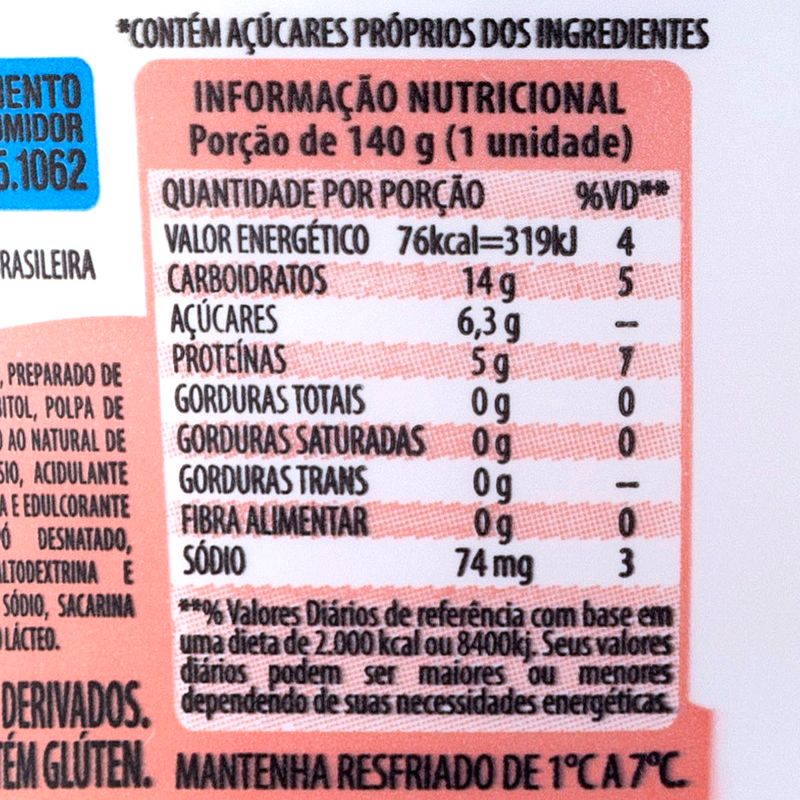 *CONTÉM AÇÚCARES PRÓPRIOS DOS INGREDIENTES
5.1062
INFORMAÇÃO NUTRICIONAL
Porção de 140 g (1 unidade)
QUANTIDADE POR PORÇÃO %VD**
VALOR ENERGÉTICO 76kcal=319kJ 4
CARBOIDRATOS 14 g 5
AÇÚCARES 6,3 g –
PROTEÍNAS 5 g 7
GORDURAS TOTAIS 0 g 0
GORDURAS SATURADAS 0 g 0
GORDURAS TRANS 0 g –
FIBRA ALIMENTAR 0 g 0
SÓDIO 74 mg 3
**% Valores Diários de referência com base em
uma dieta de 2.000 kcal ou 8400kj. Seus valores
diários podem ser maiores ou menores
dependendo de suas necessidades energéticas.
, PREPARADO DE
ITOL, POLPA DE
AO NATURAL DE
SIO, ACIDULANTE
A E EDULCORANTE
Ó DESNATADO,
ALTODEXTRINA E
SÓDIO, SACARINA
LÁCTEO.
DERIVADOS.
TÉM GLÚTEN.
MANTENHA RESFRIADO DE 1°C A 7°C.